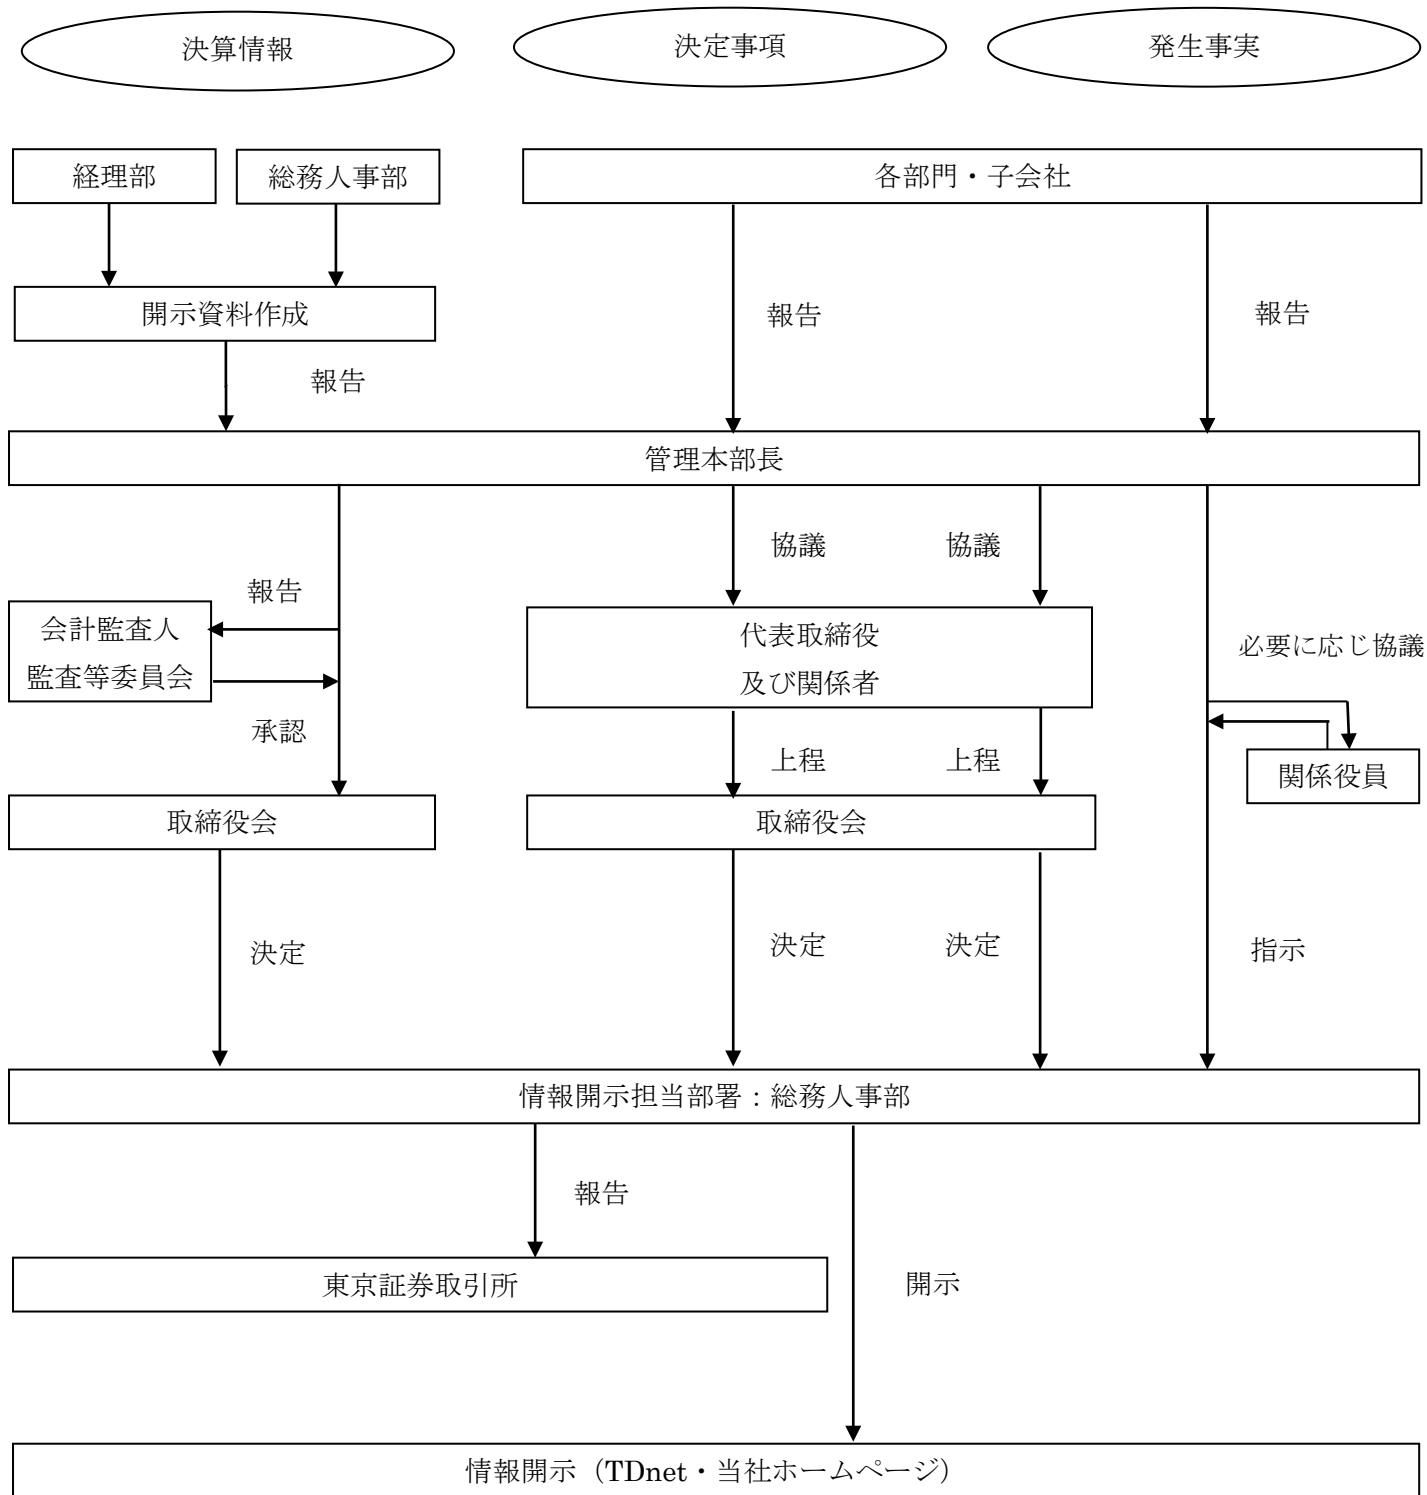 決算情報
決定事項
発生事実
経理部
総務人事部
各部門・子会社
開示資料作成
報告
報告
報告
管理本部長
協議
協議
報告
会計監査人
監査等委員会
代表取締役
及び関係者
必要に応じ協議
承認
上程
上程
関係役員
取締役会
取締役会
決定
決定
決定
指示
情報開示担当部署：総務人事部
報告
東京証券取引所
開示
情報開示（TDnet・当社ホームページ）